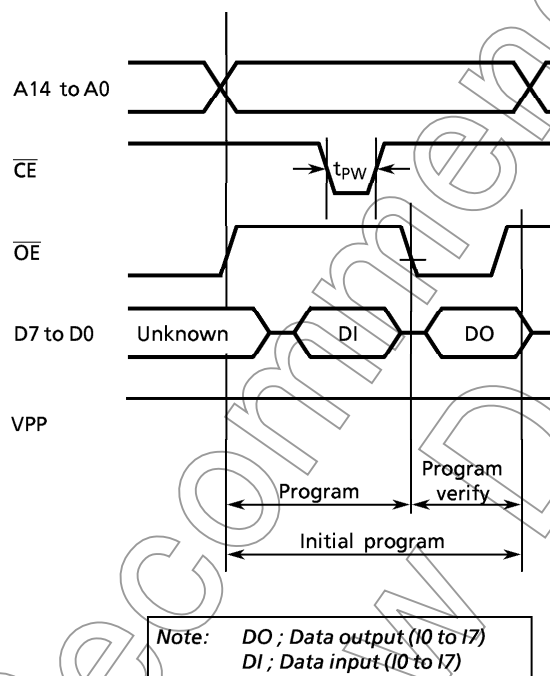 A14 to A0
CE
tPW
OE
D7 to D0
Unknown
DI
DO
VPP
Program
Program
verify
Initial program
Note: DO ; Data output (I0 to I7)
DI ; Data input (I0 to I7)